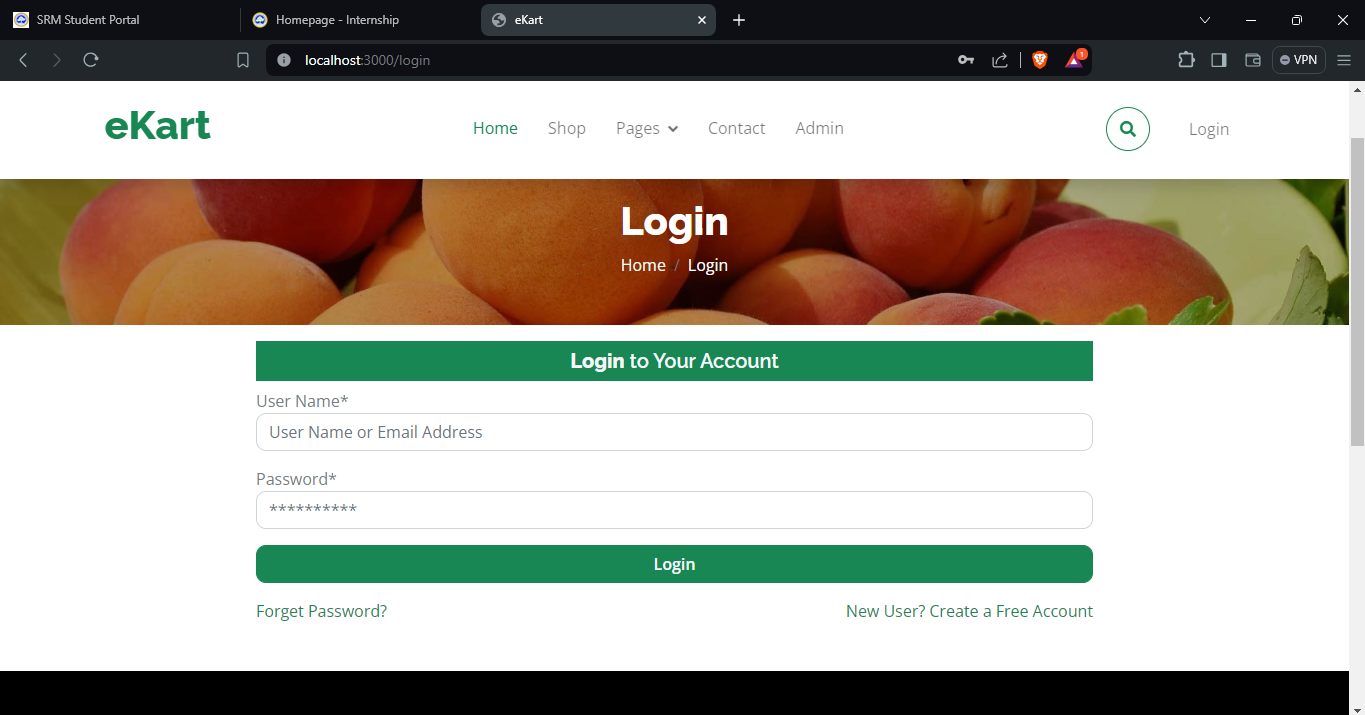 SRM Student Portal
Homepage - Internship
eKart
localhost:3000/login
1
VPN
eKart
Home
Shop
Pages
Contact
Admin
Login
Login
Home / Login
Login to Your Account
User Name*
User Name or Email Address
Password*
**********
Login
Forget Password?
New User? Create a Free Account